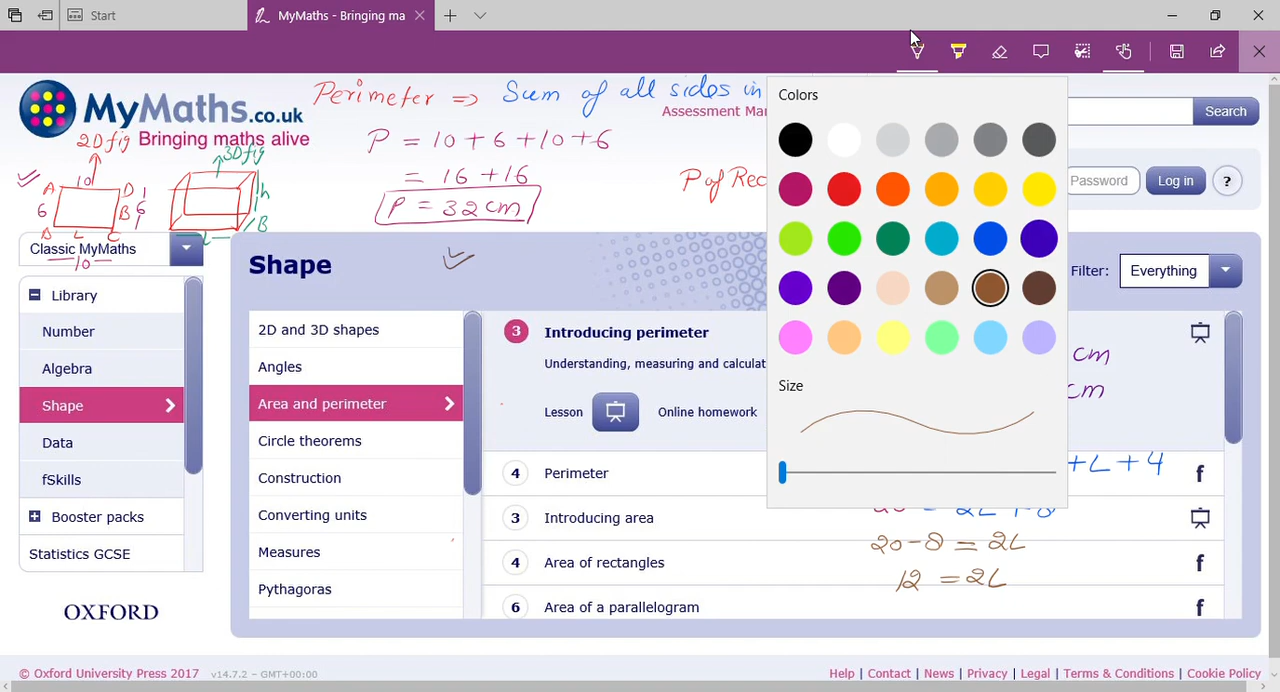 Start
MyMaths - Bringing ma
MyMaths.co.uk
Bringing maths alive
Perimeter => Sum of all sides in
Assessment Mar
P = 10 + 6 + 10 + 6
= 16 + 16
P = 32 cm
P of Rec
2D fig
3D fig
A 10 D
6 B 6
B L C
10
h
B
L
Search
Password
Log in
?
Colors
Size
Classic MyMaths
Library
Number
Algebra
Shape
Data
fSkills
Booster packs
Statistics GCSE
OXFORD
Shape
Filter:
Everything
2D and 3D shapes
Angles
Area and perimeter
Circle theorems
Construction
Converting units
Measures
Pythagoras
3 Introducing perimeter
Understanding, measuring and calculat
Lesson
Online homework
4 Perimeter f
3 Introducing area
4 Area of rectangles f
6 Area of a parallelogram f
cm
cm
+ L + 4
20 - 8 = 2L
12 = 2L
© Oxford University Press 2017
v14.7.2 – GMT+00:00
Help | Contact | News | Privacy | Legal | Terms & Conditions | Cookie Policy